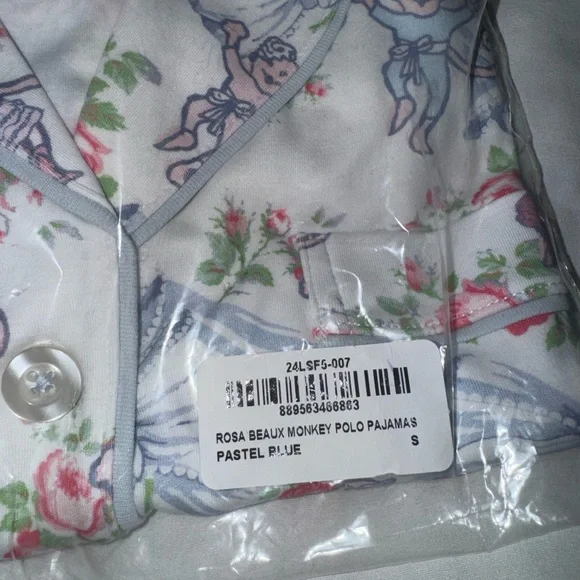 24LSF5-007
889563466863
ROSA BEAUX MONKEY POLO PAJAMAS
PASTEL BLUE
S